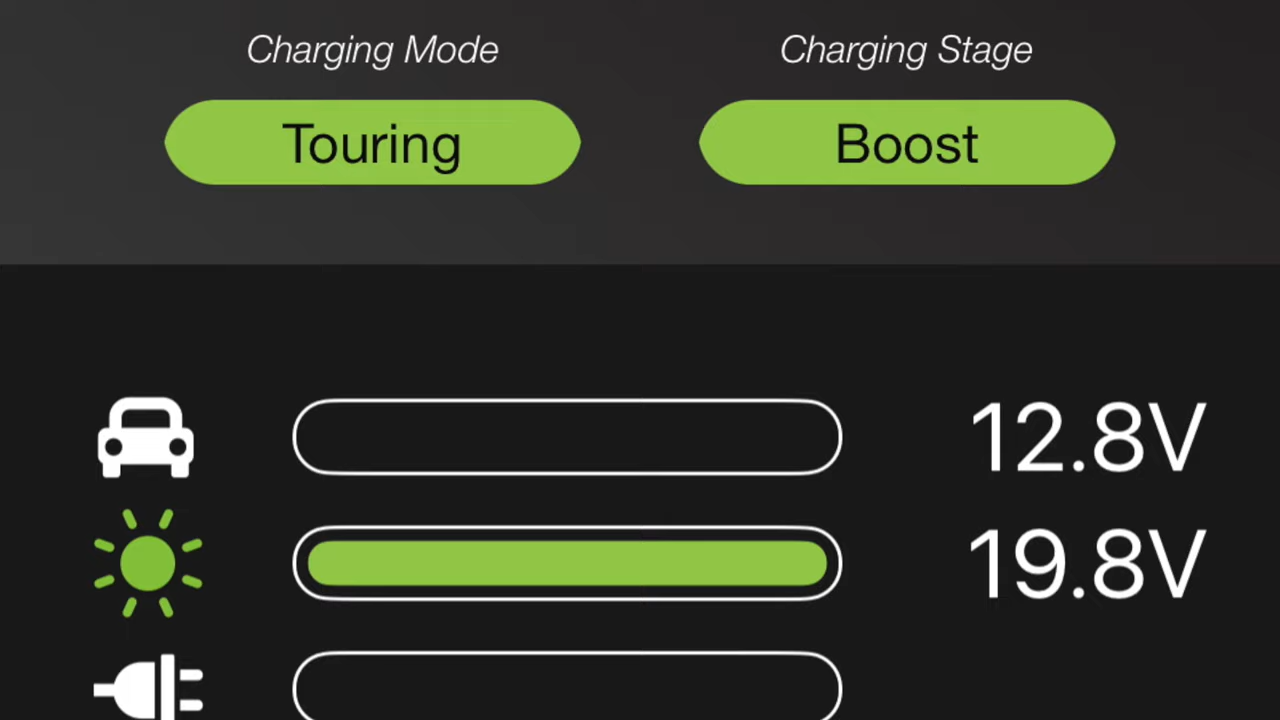 Charging Mode
Charging Stage
Touring
Boost
12.8V
19.8V